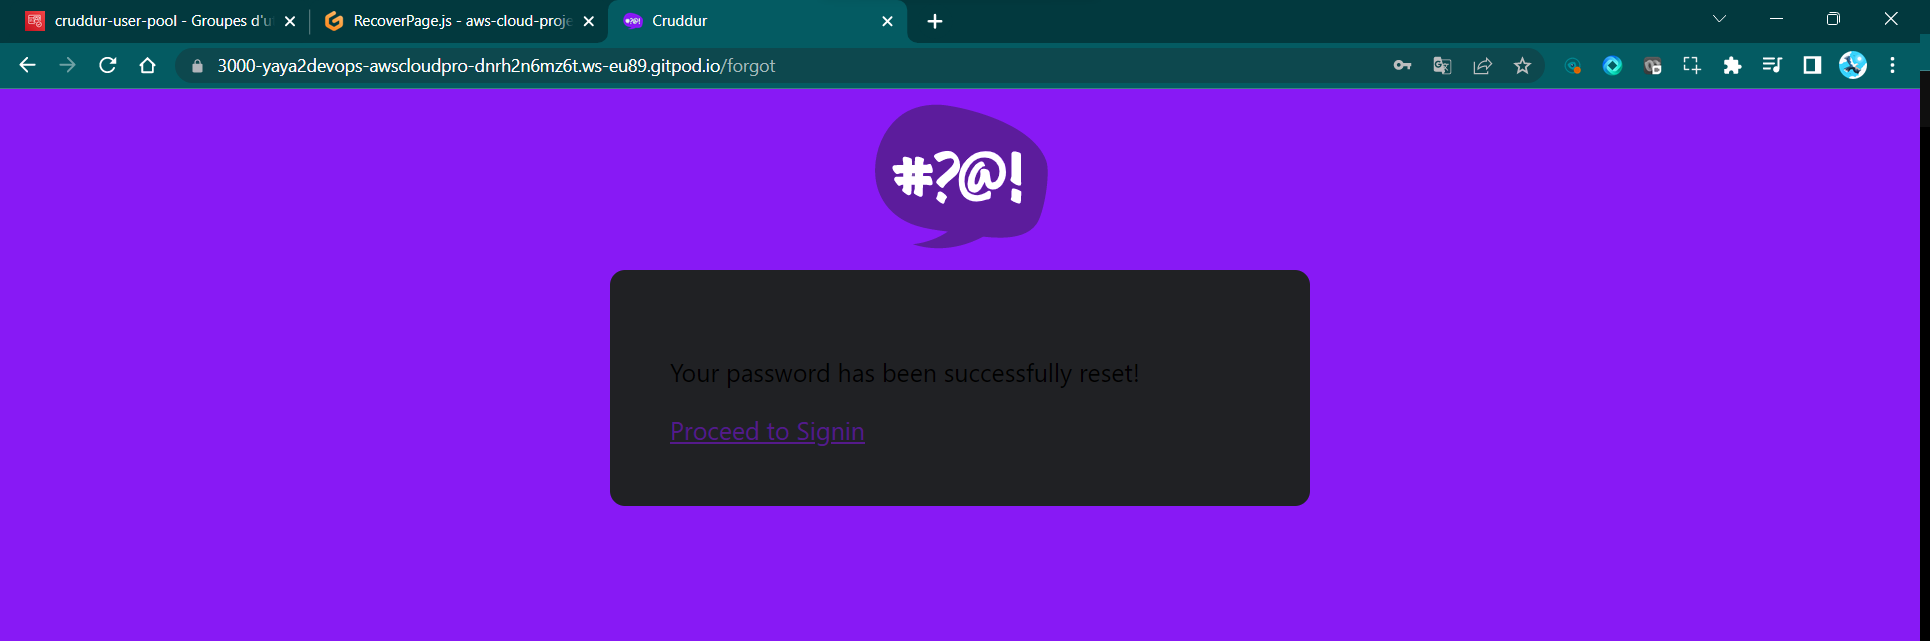 cruddur-user-pool - Groupes d'u
RecoverPage.js - aws-cloud-proje
Cruddur
3000-yaya2devops-awscloudpro-dnrh2n6mz6t.ws-eu89.gitpod.io/forgot
#?@!
Your password has been successfully reset!
Proceed to Signin